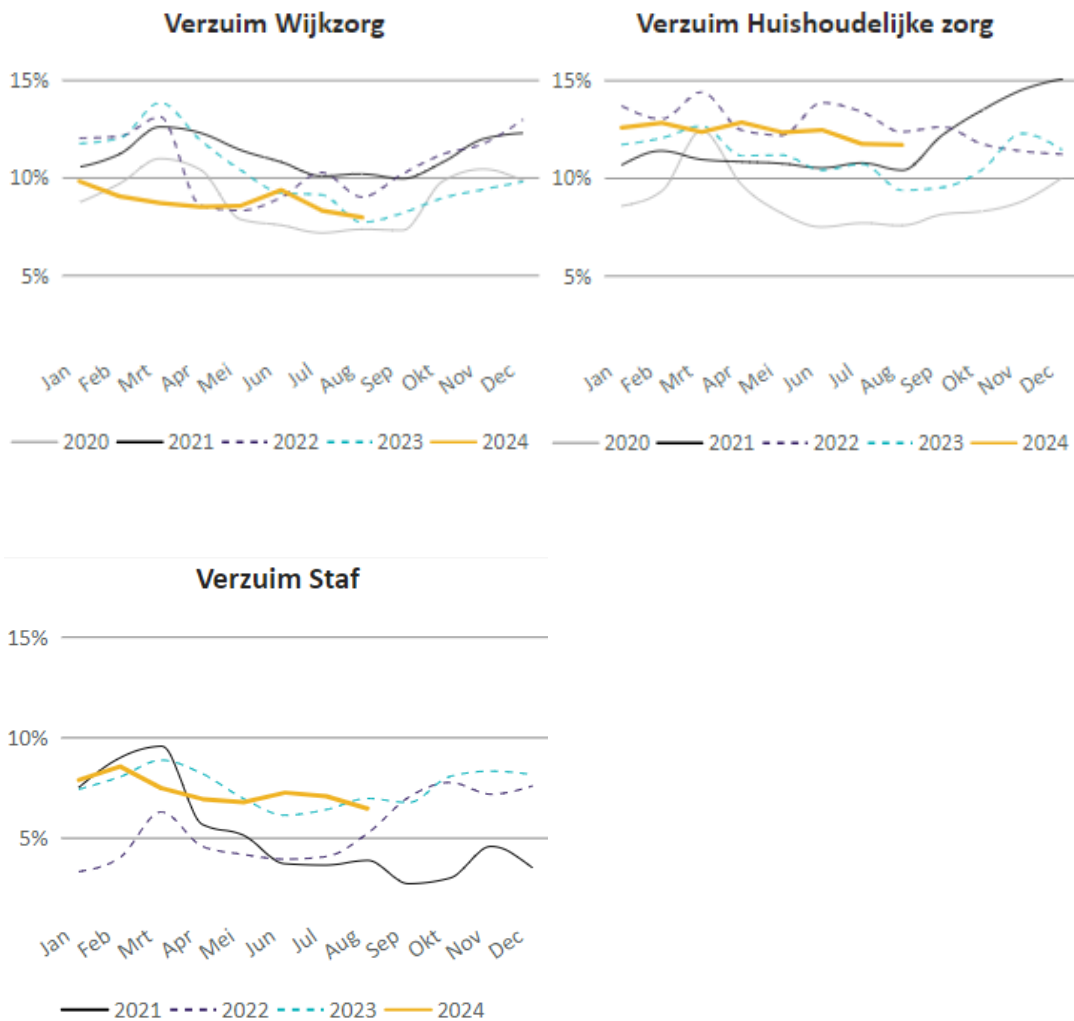 Verzuim Wijkzorg
15%
10%
5%
Jan Feb Mrt Apr Mei Jun Jul Aug Sep Okt Nov Dec
2020 2021 2022 2023 2024
Verzuim Huishoudelijke zorg
15%
10%
5%
Jan Feb Mrt Apr Mei Jun Jul Aug Sep Okt Nov Dec
2020 2021 2022 2023 2024
Verzuim Staf
15%
10%
5%
Jan Feb Mrt Apr Mei Jun Jul Aug Sep Okt Nov Dec
2021 2022 2023 2024